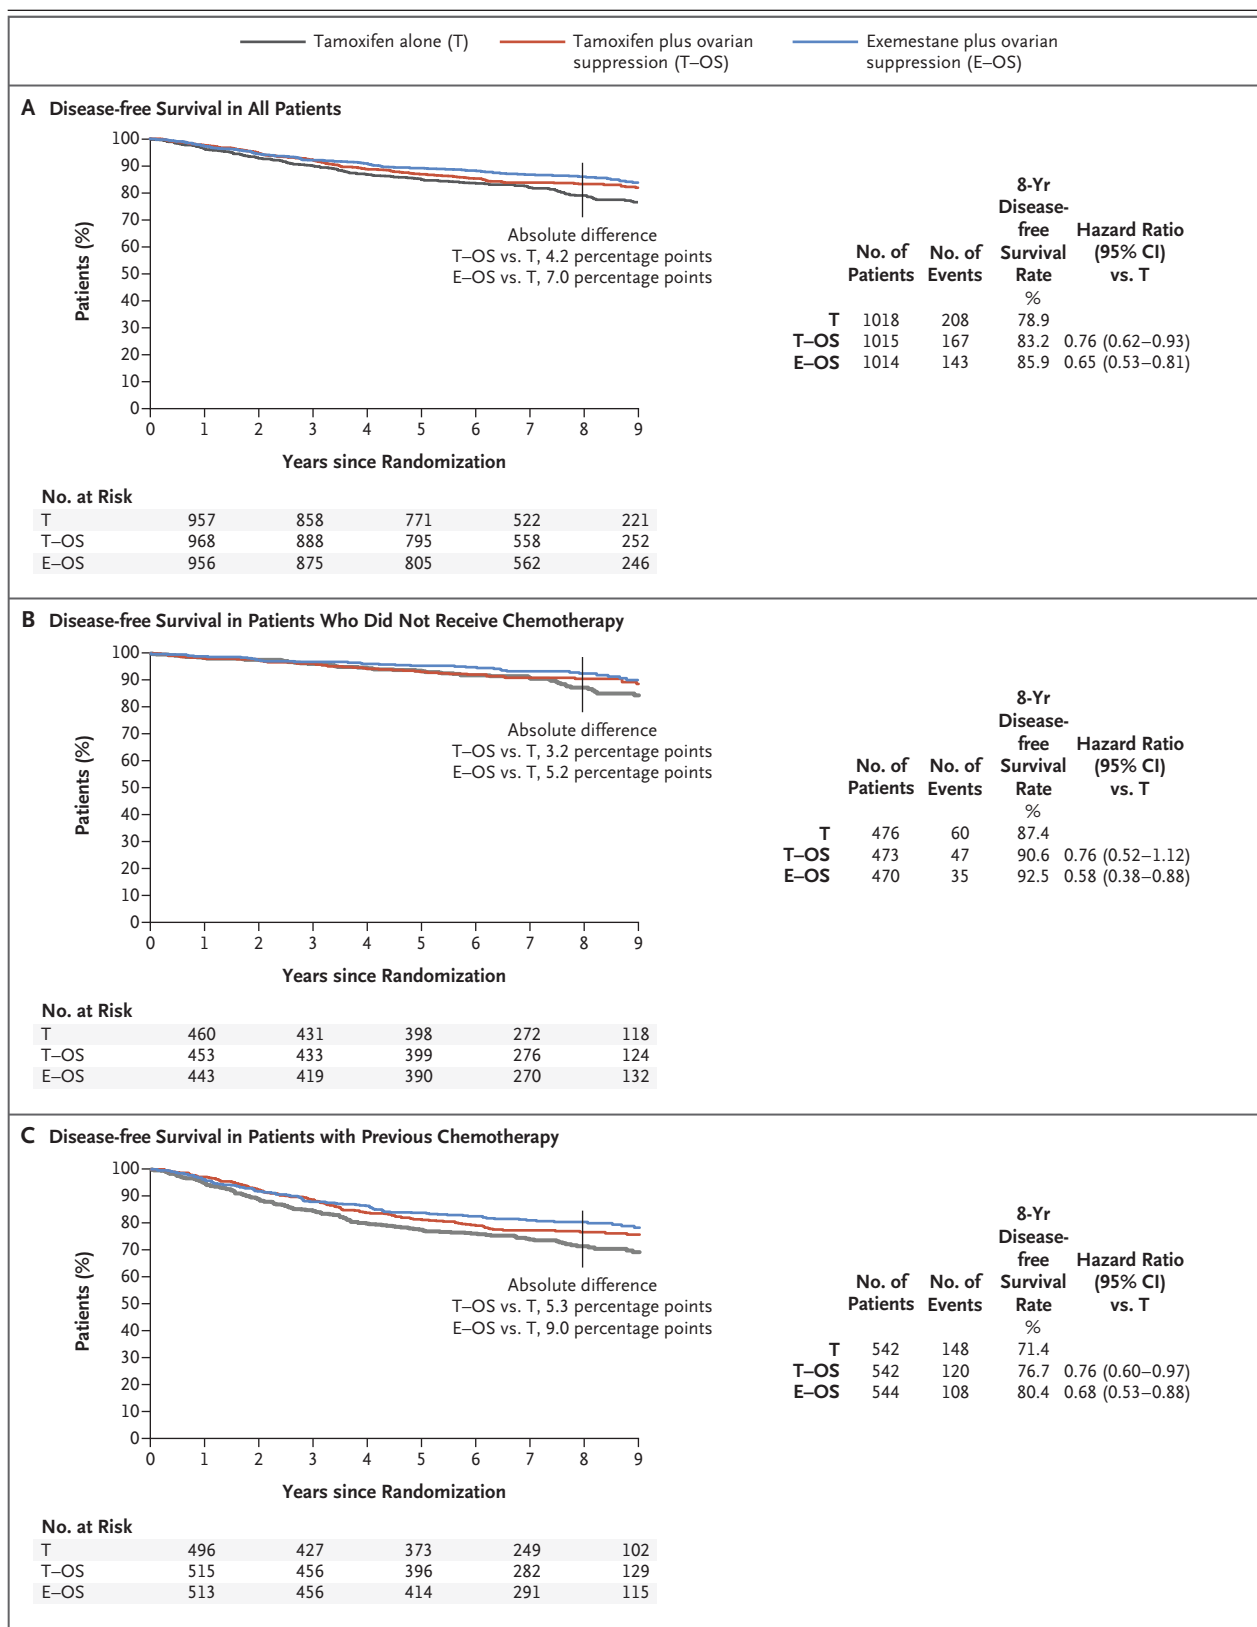 Tamoxifen alone (T)
Tamoxifen plus ovarian
suppression (T–OS)
Exemestane plus ovarian
suppression (E–OS)
A Disease-free Survival in All Patients
Patients (%)
100
90
80
70
60
50
40
30
20
10
0
0 1 2 3 4 5 6 7 8 9
Years since Randomization
Absolute difference
T–OS vs. T, 4.2 percentage points
E–OS vs. T, 7.0 percentage points
8-Yr
Disease-
free Hazard Ratio
No. of No. of Survival (95% CI)
Patients Events Rate vs. T
%
T 1018 208 78.9
T–OS 1015 167 83.2 0.76 (0.62–0.93)
E–OS 1014 143 85.9 0.65 (0.53–0.81)
No. at Risk
T 957 858 771 522 221
T–OS 968 888 795 558 252
E–OS 956 875 805 562 246
B Disease-free Survival in Patients Who Did Not Receive Chemotherapy
Patients (%)
100
90
80
70
60
50
40
30
20
10
0
0 1 2 3 4 5 6 7 8 9
Years since Randomization
Absolute difference
T–OS vs. T, 3.2 percentage points
E–OS vs. T, 5.2 percentage points
8-Yr
Disease-
free Hazard Ratio
No. of No. of Survival (95% CI)
Patients Events Rate vs. T
%
T 476 60 87.4
T–OS 473 47 90.6 0.76 (0.52–1.12)
E–OS 470 35 92.5 0.58 (0.38–0.88)
No. at Risk
T 460 431 398 272 118
T–OS 453 433 399 276 124
E–OS 443 419 390 270 132
C Disease-free Survival in Patients with Previous Chemotherapy
Patients (%)
100
90
80
70
60
50
40
30
20
10
0
0 1 2 3 4 5 6 7 8 9
Years since Randomization
Absolute difference
T–OS vs. T, 5.3 percentage points
E–OS vs. T, 9.0 percentage points
8-Yr
Disease-
free Hazard Ratio
No. of No. of Survival (95% CI)
Patients Events Rate vs. T
%
T 542 148 71.4
T–OS 542 120 76.7 0.76 (0.60–0.97)
E–OS 544 108 80.4 0.68 (0.53–0.88)
No. at Risk
T 496 427 373 249 102
T–OS 515 456 396 282 129
E–OS 513 456 414 291 115